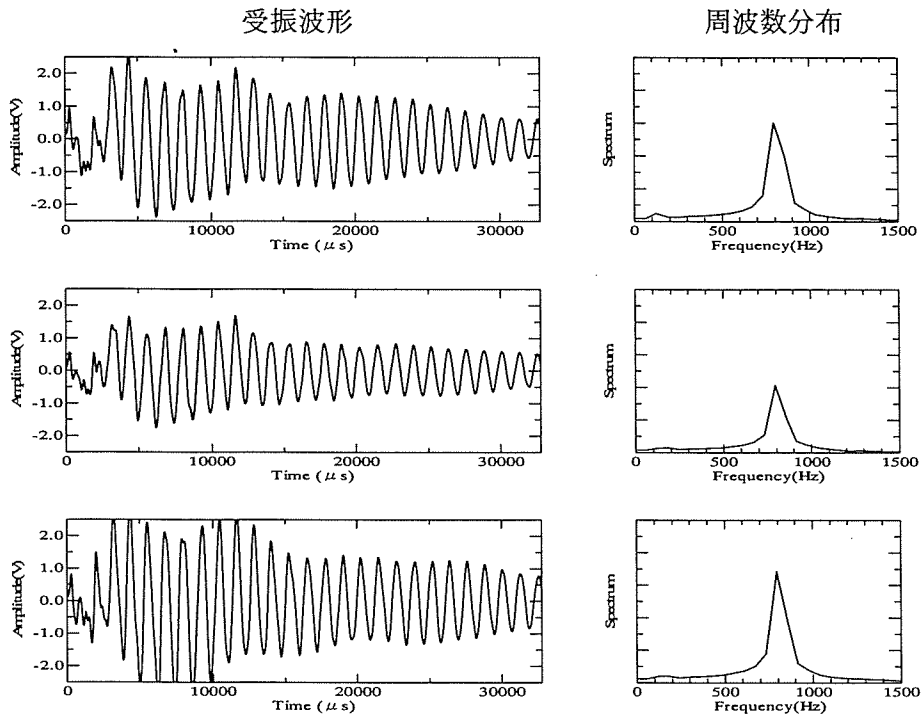 受振波形
周波数分布
Amplitude(V)
2.0
1.0
0.0
-1.0
-2.0
0 10000 20000 30000
Time (μs)
Spectrum
0 500 1000 1500
Frequency(Hz)
Amplitude(V)
2.0
1.0
0.0
-1.0
-2.0
0 10000 20000 30000
Time (μs)
Spectrum
0 500 1000 1500
Frequency(Hz)
Amplitude(V)
2.0
1.0
0.0
-1.0
-2.0
0 10000 20000 30000
Time (μs)
Spectrum
0 500 1000 1500
Frequency(Hz)